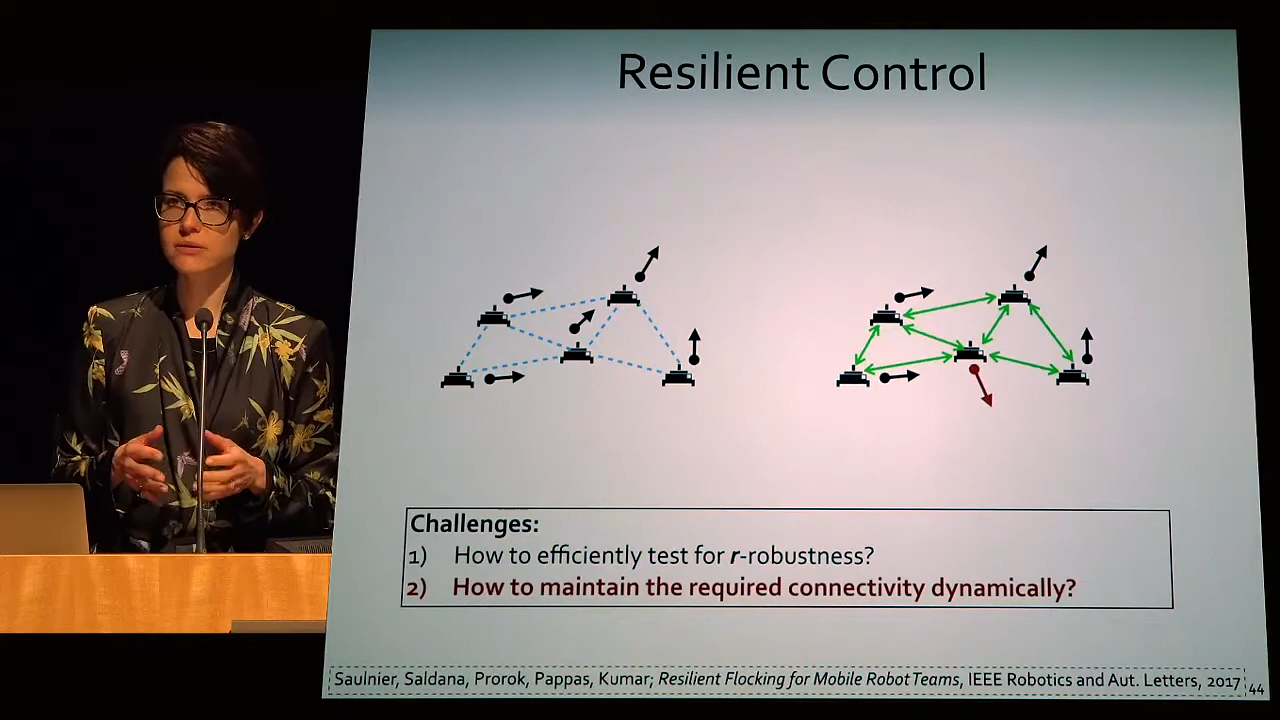 Resilient Control
Challenges:
1) How to efficiently test for r-robustness?
2) How to maintain the required connectivity dynamically?
Saulnier, Saldana, Prorok, Pappas, Kumar; Resilient Flocking for Mobile Robot Teams, IEEE Robotics and Aut. Letters, 2017
44